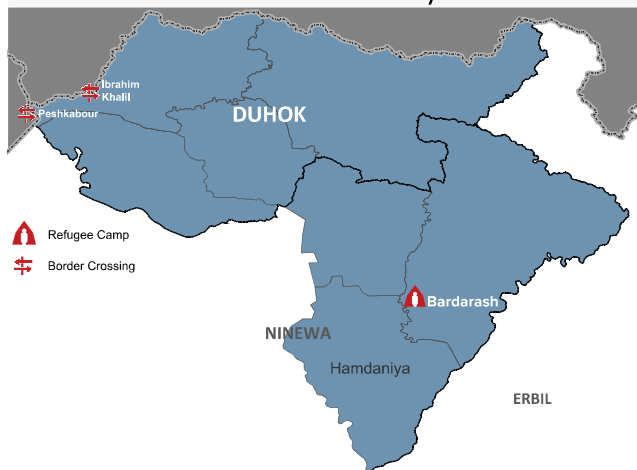 Ibrahim
Khalil
Peshkabour
DUHOK
Refugee Camp
Border Crossing
Bardarash
NINEWA
Hamdaniya
ERBIL